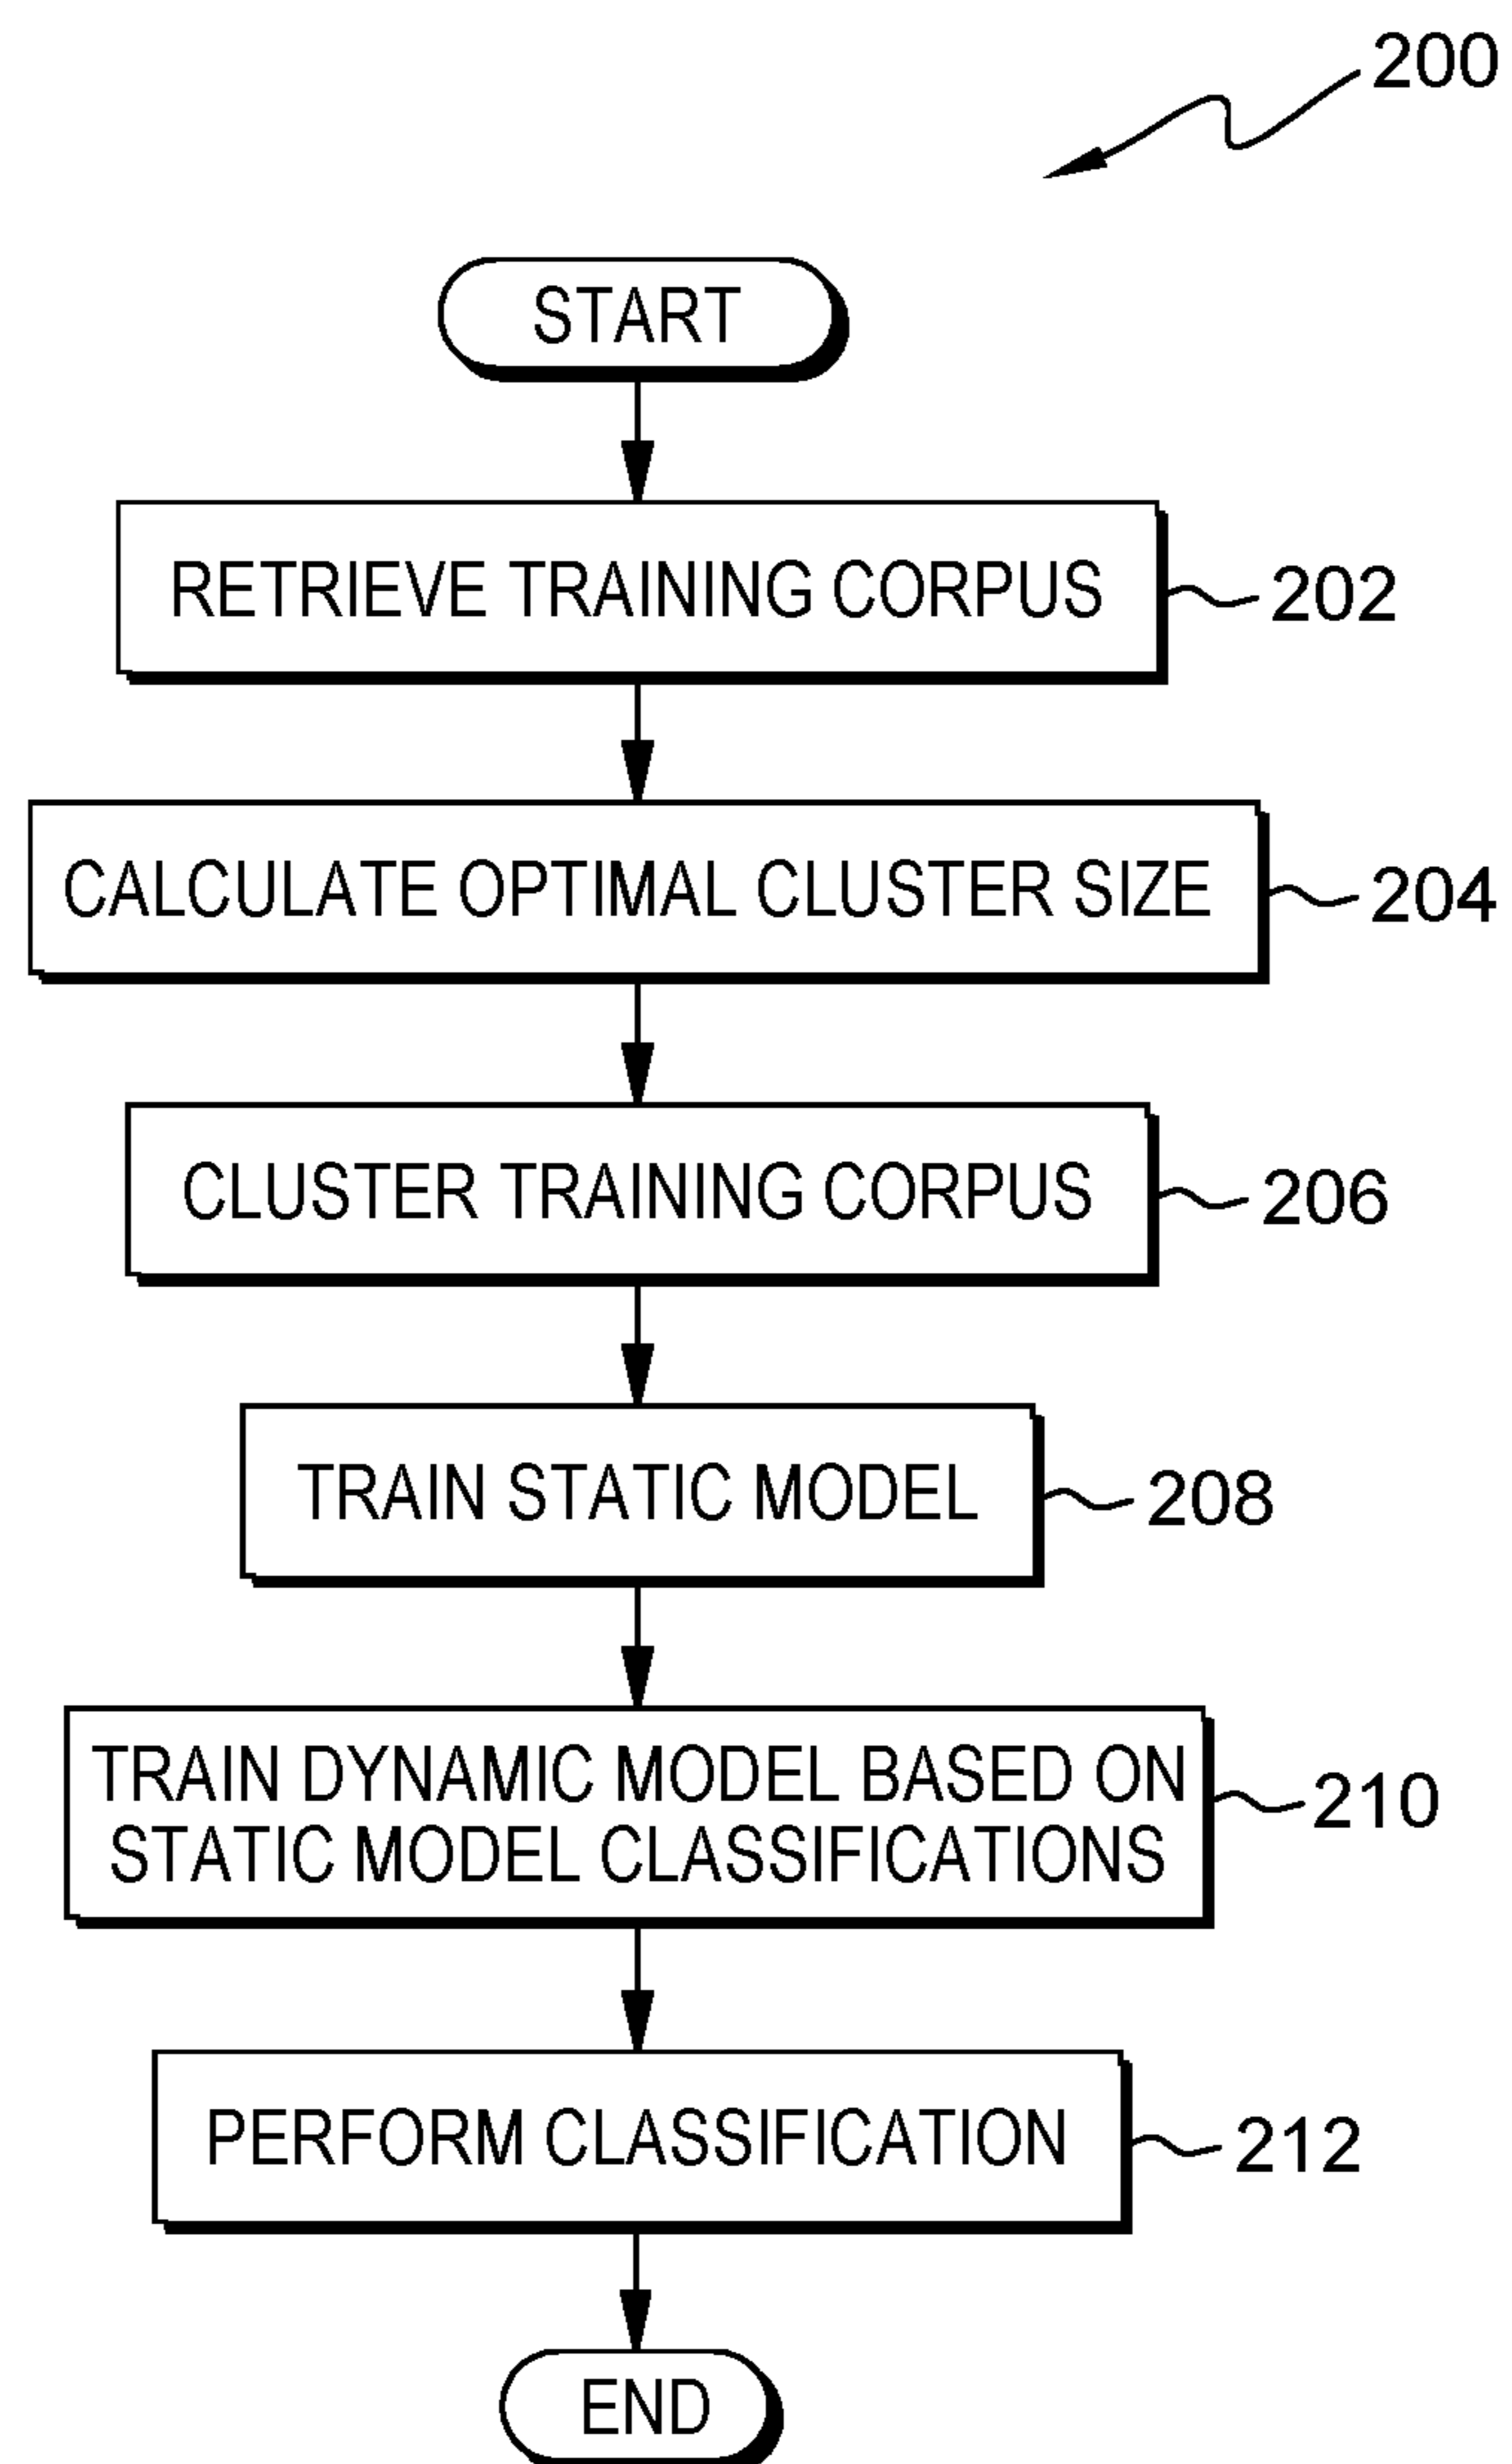 200
START
RETRIEVE TRAINING CORPUS
202
CALCULATE OPTIMAL CLUSTER SIZE
204
CLUSTER TRAINING CORPUS
206
TRAIN STATIC MODEL
208
TRAIN DYNAMIC MODEL BASED ON
STATIC MODEL CLASSIFICATIONS
210
PERFORM CLASSIFICATION
212
END